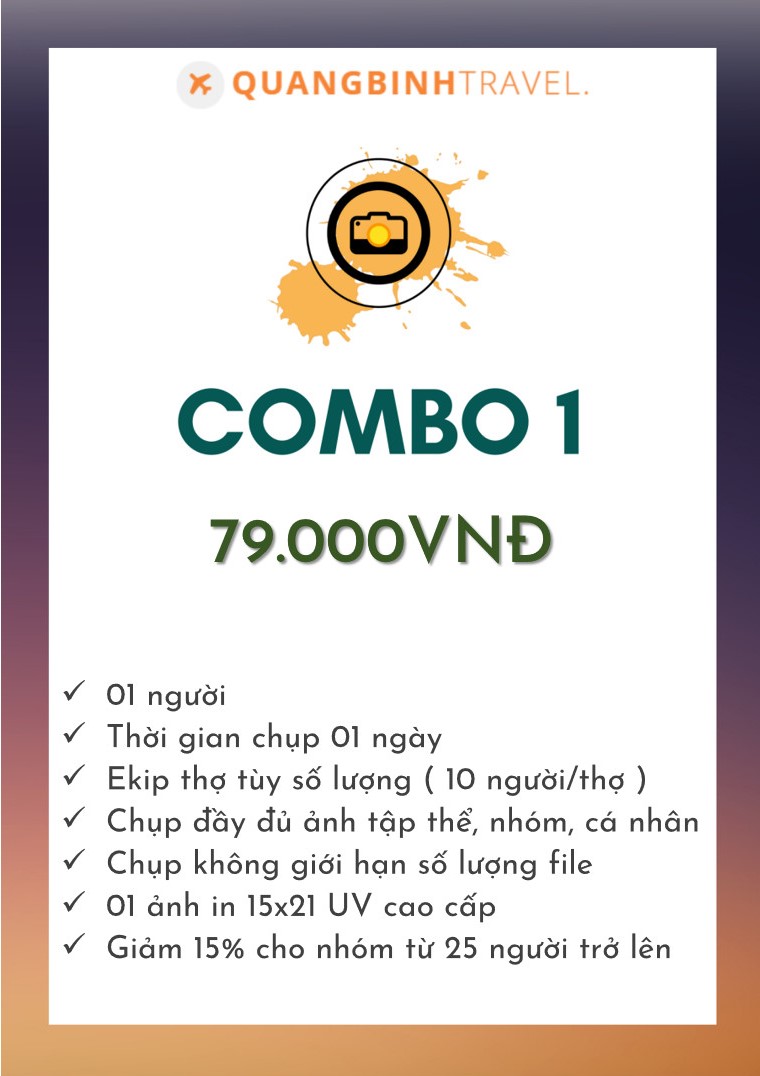 QUANGBINHTRAVEL.
COMBO 1
79.000VNĐ
✓ 01 người
✓ Thời gian chụp 01 ngày
✓ Ekip thợ tùy số lượng ( 10 người/thợ )
✓ Chụp đầy đủ ảnh tập thể, nhóm, cá nhân
✓ Chụp không giới hạn số lượng file
✓ 01 ảnh in 15x21 UV cao cấp
✓ Giảm 15% cho nhóm từ 25 người trở lên